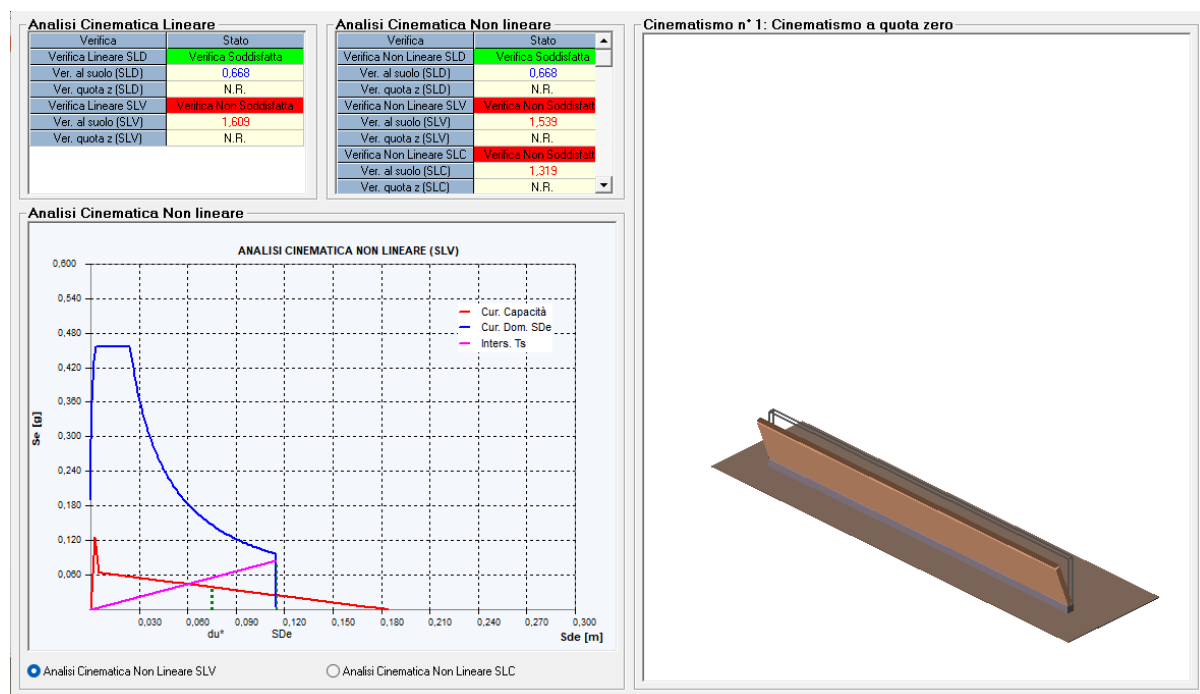 Analisi Cinematica Lineare
Verifica Stato
Verifica Lineare SLD Verifica Soddisfatta
Ver. al suolo (SLD) 0,668
Ver. quota z (SLD) N.R.
Verifica Lineare SLV Verifica Non Soddisfatta
Ver. al suolo (SLV) 1,609
Ver. quota z (SLV) N.R.
Analisi Cinematica Non lineare
Verifica Stato
Verifica Non Lineare SLD Verifica Soddisfatta
Ver. al suolo (SLD) 0,668
Ver. quota z (SLD) N.R.
Verifica Non Lineare SLV Verifica Non Soddisfatt
Ver. al suolo (SLV) 1,539
Ver. quota z (SLV) N.R.
Verifica Non Lineare SLC Verifica Non Soddisfatt
Ver. al suolo (SLC) 1,319
Ver. quota z (SLC) N.R.
Cinematismo n° 1: Cinematismo a quota zero
Analisi Cinematica Non lineare
ANALISI CINEMATICA NON LINEARE (SLV)
0,600
0,540
0,480
0,420
0,360
0,300
0,240
0,180
0,120
0,060
Se [g]
Cur. Capacità
Cur. Dom. SDe
Inters. Ts
0,030 0,060 0,090 0,120 0,150 0,180 0,210 0,240 0,270 0,300
du* SDe
Sde [m]
Analisi Cinematica Non Lineare SLV
Analisi Cinematica Non Lineare SLC